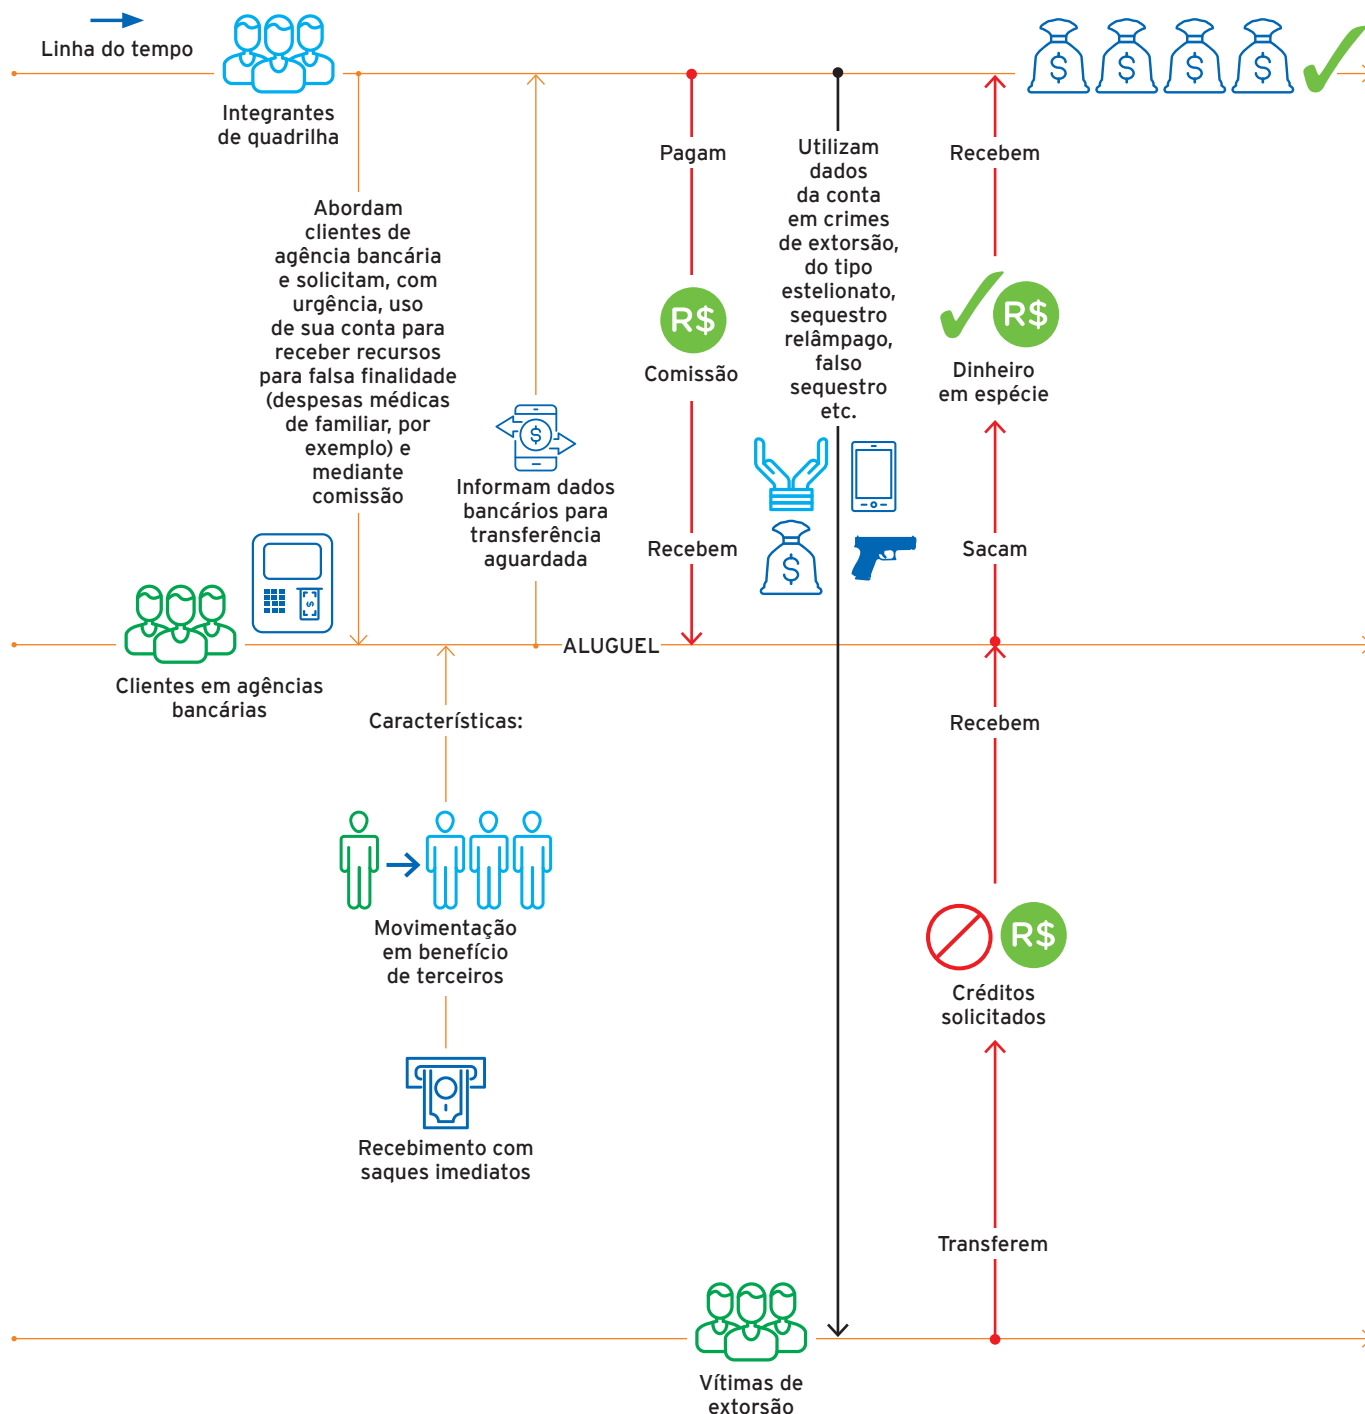 Linha do tempo
Integrantes
de quadrilha
Abordam
clientes de
agência bancária
e solicitam, com
urgência, uso
de sua conta para
receber recursos
para falsa finalidade
(despesas médicas
de familiar, por
exemplo) e
mediante
comissão
$
Informam dados
bancários para
transferência
aguardada
Pagam
R$
Comissão
Recebem
Utilizam
dados
da conta
em crimes
de extorsão,
do tipo
estelionato,
sequestro
relâmpago,
falso
sequestro
etc.
$
$
$
$
$
Recebem
R$
Dinheiro
em espécie
Sacam
$
Clientes em agências
bancárias
ALUGUEL
Características:
Movimentação
em benefício
de terceiros
Recebimento com
saques imediatos
Recebem
R$
Créditos
solicitados
Transferem
Vítimas de
extorsão